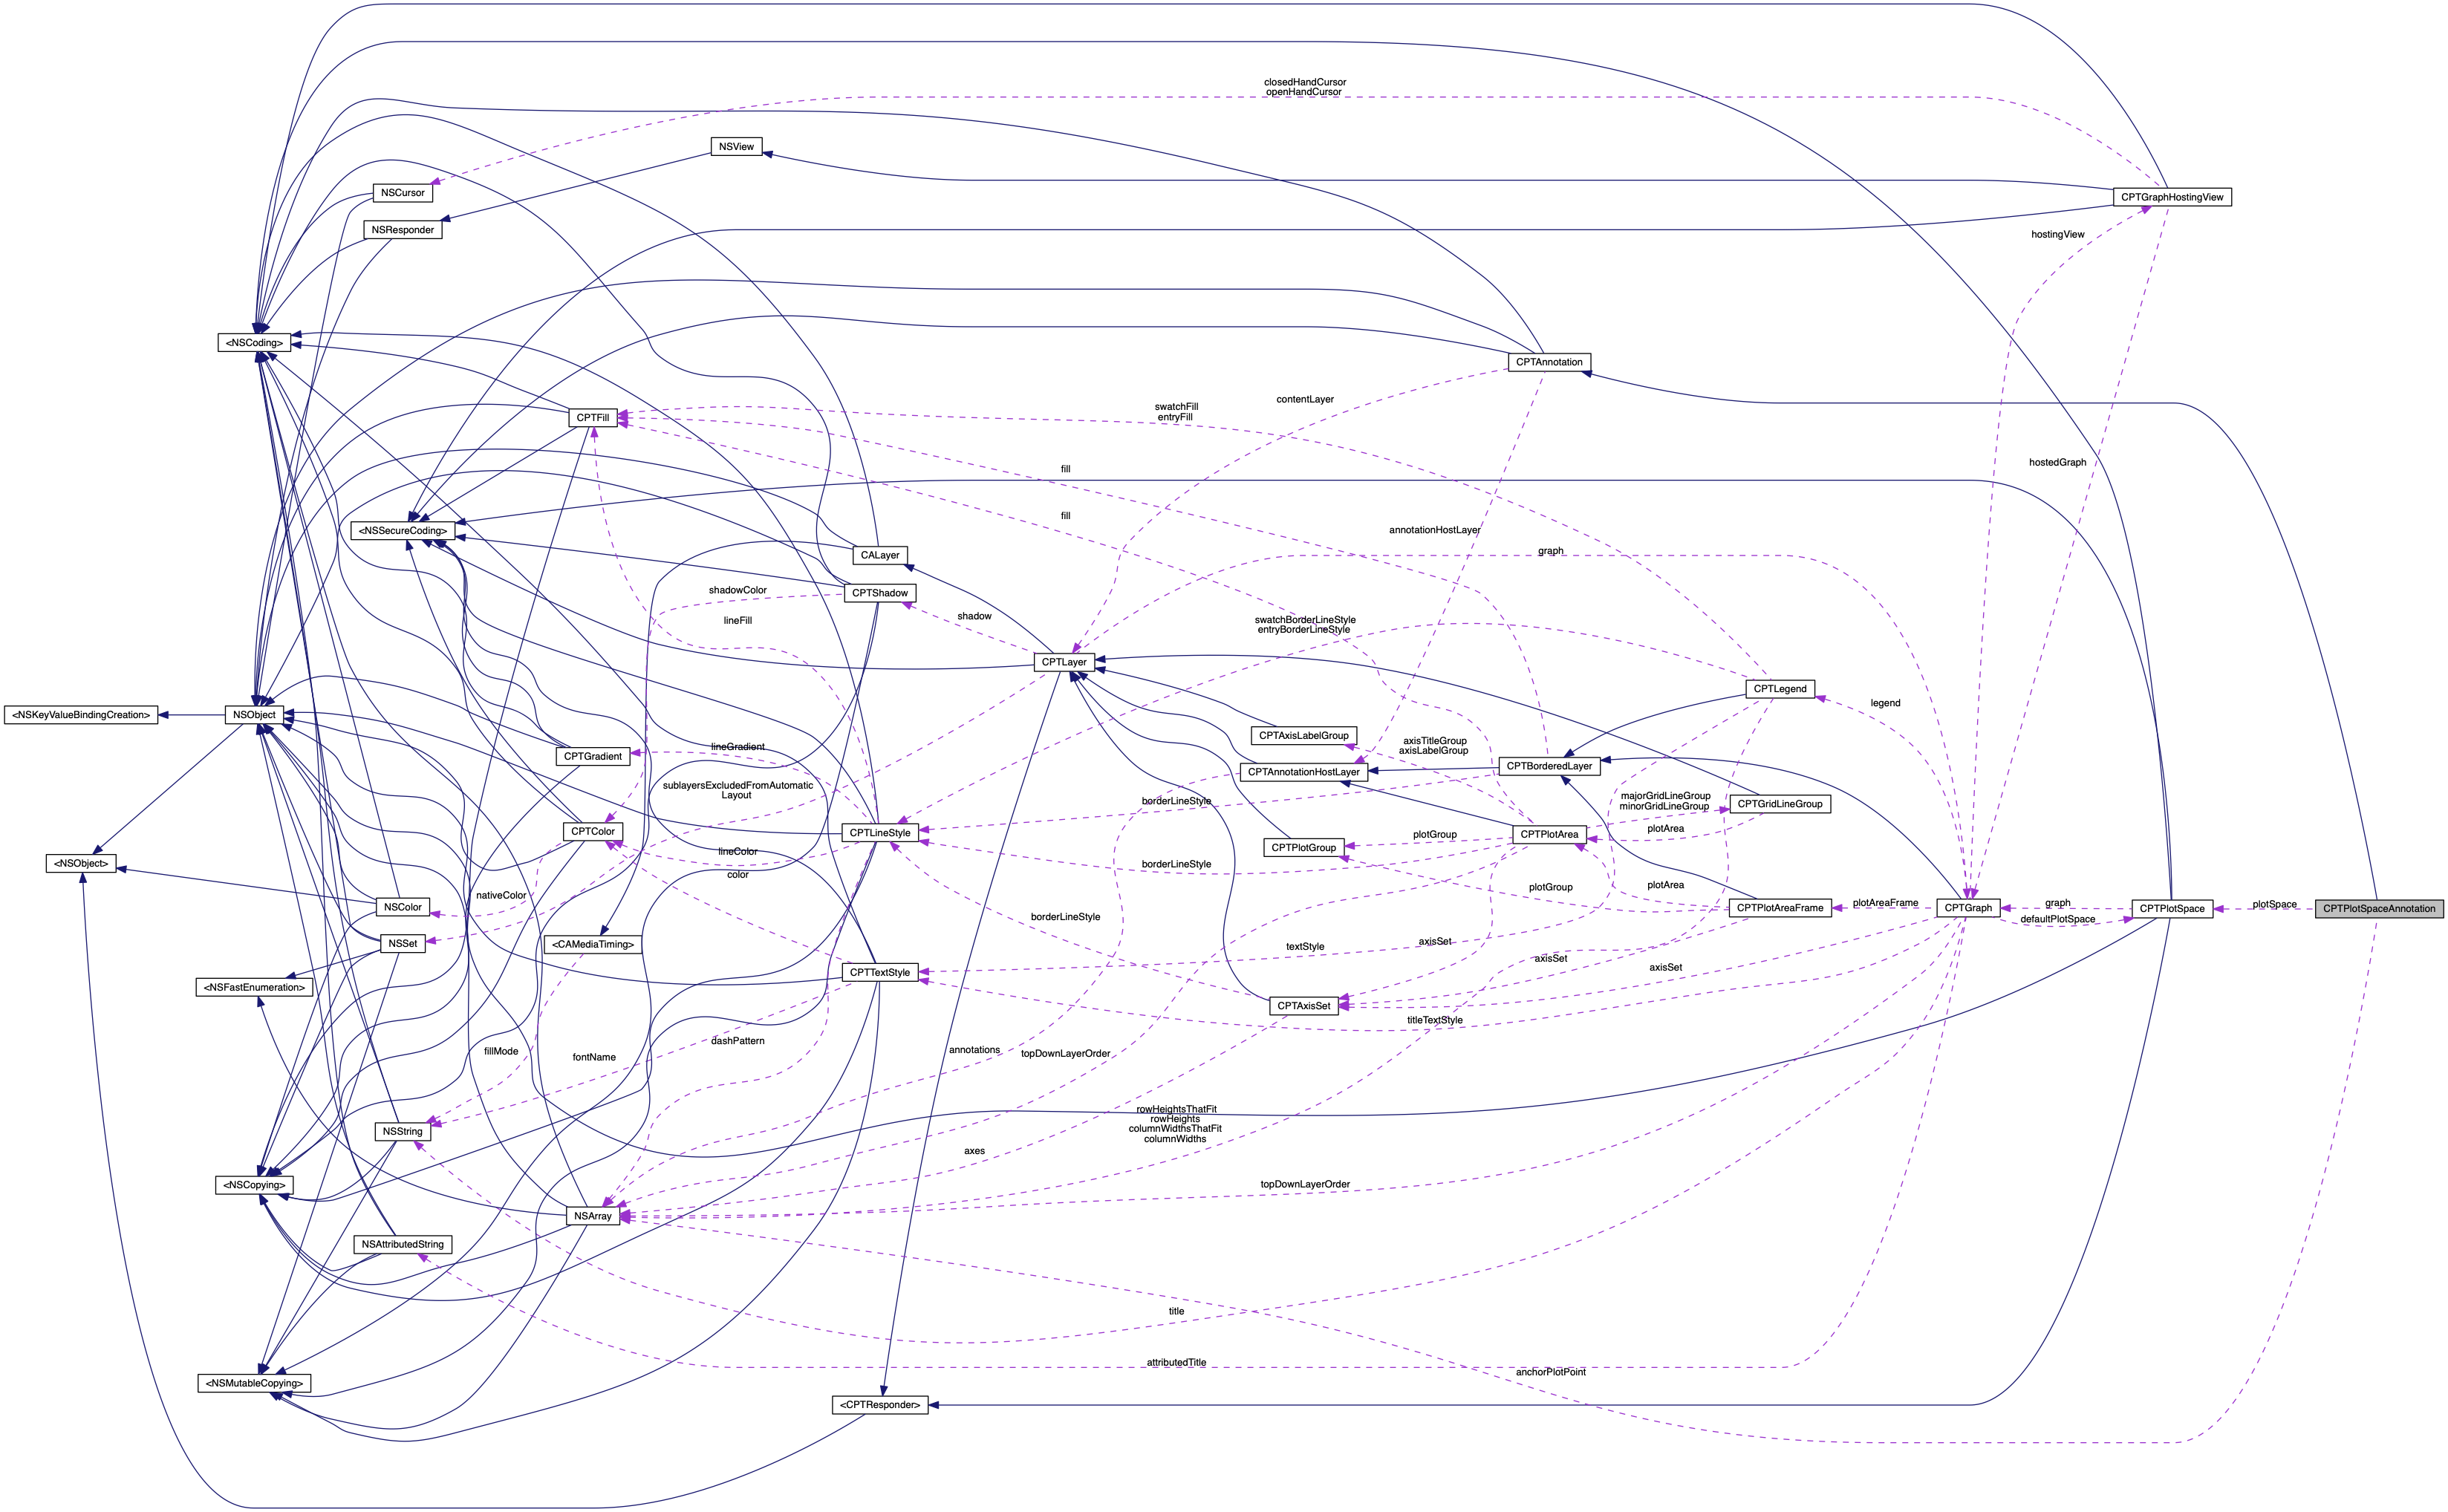 closedHandCursor
openHandCursor
NSView
NSCursor
CPTGraphHostingView
NSResponder
hostingView
<NSCoding>
CPTAnnotation
contentLayer
swatchFill
entryFill
CPTFill
hostedGraph
fill
fill
<NSSecureCoding>
annotationHostLayer
graph
CALayer
shadowColor
CPTShadow
lineFill
shadow
swatchBorderLineStyle
entryBorderLineStyle
CPTLayer
CPTLegend
legend
<NSKeyValueBindingCreation>
NSObject
CPTAxisLabelGroup
lineGradient
axisTitleGroup
axisLabelGroup
CPTGradient
CPTAnnotationHostLayer
CPTBorderedLayer
sublayersExcludedFromAutomatic
Layout
majorGridLineGroup
minorGridLineGroup
CPTGridLineGroup
borderLineStyle
CPTColor
CPTLineStyle
plotGroup
CPTPlotArea
plotArea
CPTPlotGroup
lineColor
<NSObject>
borderLineStyle
color
plotGroup
plotArea
nativeColor
NSColor
borderLineStyle
CPTPlotAreaFrame
plotAreaFrame
CPTGraph
graph
defaultPlotSpace
CPTPlotSpace
plotSpace
CPTPlotSpaceAnnotation
NSSet
<CAMediaTiming>
textStyle
axisSet
axisSet
axisSet
CPTTextStyle
<NSFastEnumeration>
CPTAxisSet
titleTextStyle
dashPattern
fillMode
fontName
annotations
topDownLayerOrder
rowHeightsThatFit
rowHeights
columnWidthsThatFit
columnWidths
NSString
axes
<NSCopying>
topDownLayerOrder
NSArray
NSAttributedString
title
attributedTitle
anchorPlotPoint
<NSMutableCopying>
<CPTResponder>